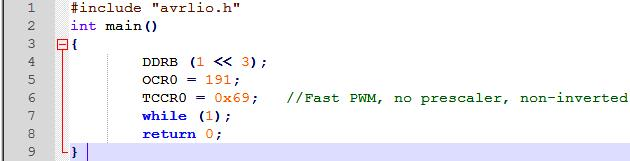 1 #include "avrlio.h"
2 int main()
3 {
4 DDRB (1 << 3);
5 OCR0 = 191;
6 TCCR0 = 0x69; //Fast PWM, no prescaler, non-inverted
7 while (1);
8 return 0;
9 }